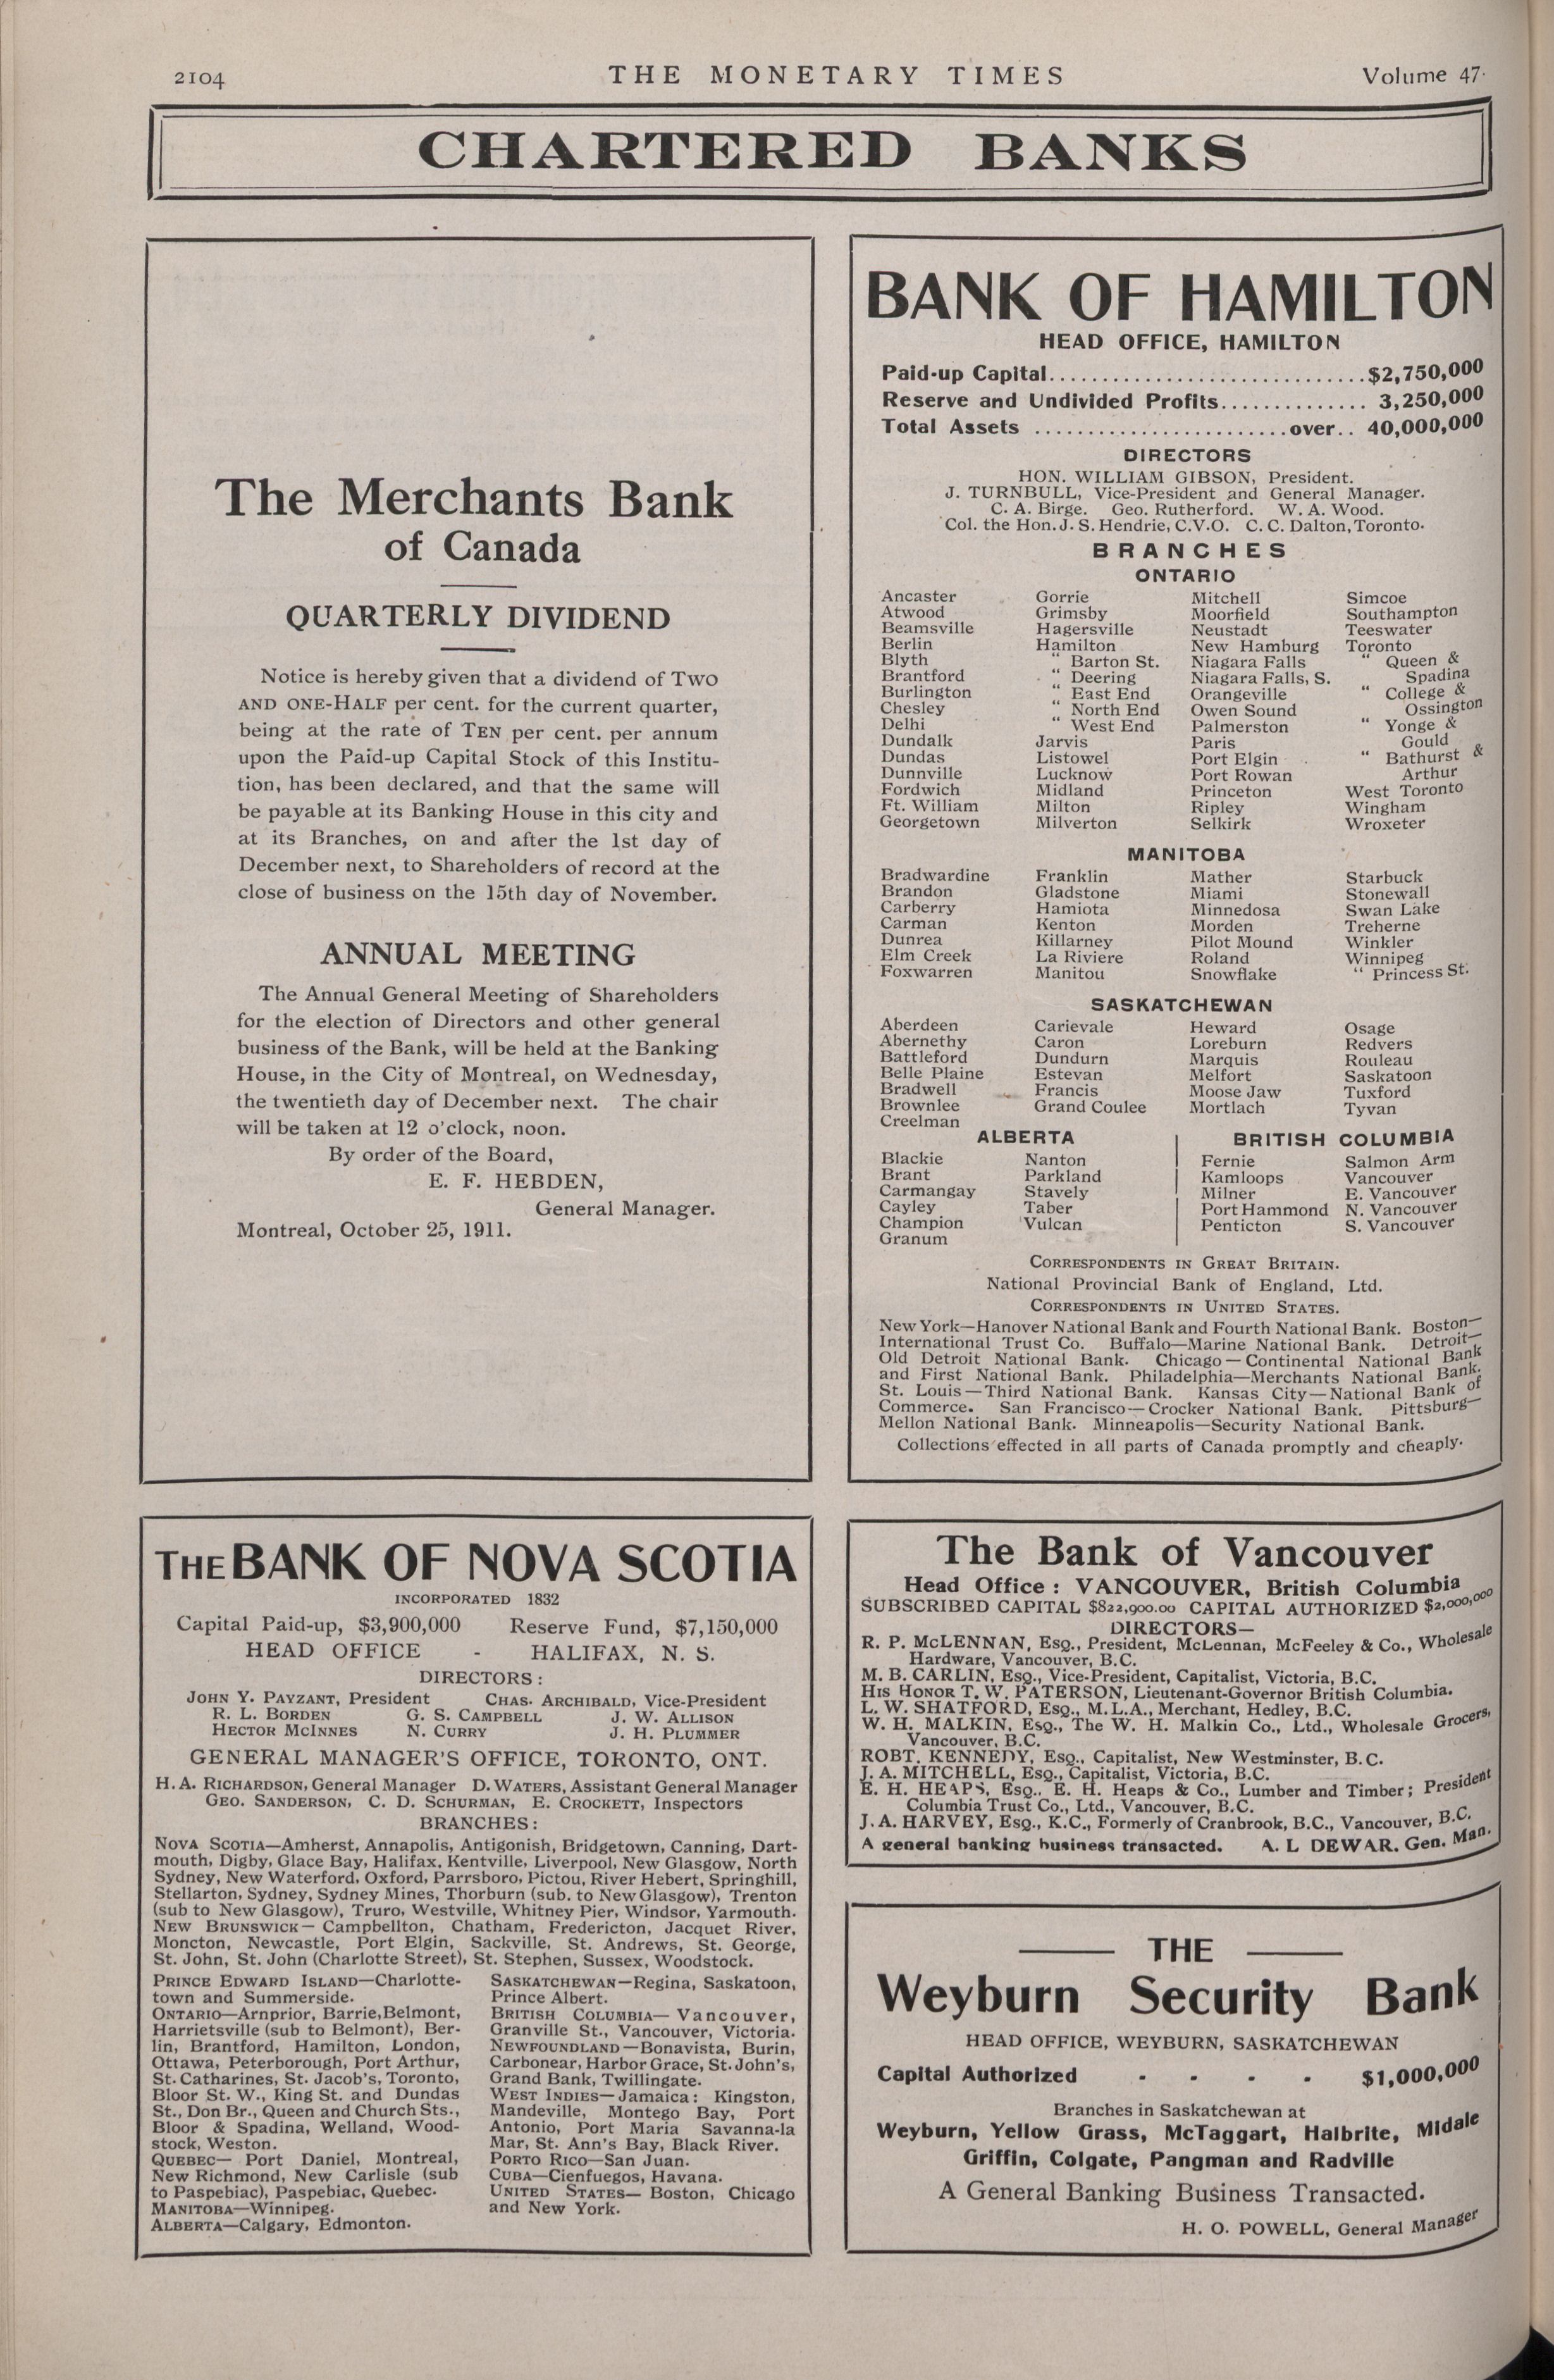 2104
THE MONETARY TIMES
Volume 47.
CHARTERED BANKS
The Merchants Bank
of Canada
QUARTERLY DIVIDEND
Notice is hereby given that a dividend of TWO
AND ONE-HALF per cent. for the current quarter,
being at the rate of TEN per cent. per annum
upon the Paid-up Capital Stock of this Institu-
tion, has been declared, and that the same will
be payable at its Banking House in this city and
at its Branches, on and after the 1st day of
December next, to Shareholders of record at the
close of business on the 15th day of November.
ANNUAL MEETING
The Annual General Meeting of Shareholders
for the election of Directors and other general
business of the Bank, will be held at the Banking
House, in the City of Montreal, on Wednesday,
the twentieth day of December next. The chair
will be taken at 12 o'clock, noon.
By order of the Board,
E. F. HEBDEN,
General Manager.
Montreal, October 25, 1911.
BANK OF HAMILTON
HEAD OFFICE, HAMILTON
Paid-up Capital..............................$2,750,000
Reserve and Undivided Profits.............. 3,250,000
Total Assets ........................over.. 40,000,000
DIRECTORS
HON. WILLIAM GIBSON, President.
J. TURNBULL, Vice-President and General Manager.
C. A. Birge. Geo. Rutherford. W. A. Wood.
Col. the Hon. J. S. Hendrie, C.V.O. C. C. Dalton, Toronto.
BRANCHES
ONTARIO
Ancaster Gorrie Mitchell Simcoe
Atwood Grimsby Moorfield Southampton
Beamsville Hagersville Neustadt Teeswater
Berlin Hamilton New Hamburg Toronto
Blyth " Barton St. Niagara Falls " Queen &
Brantford " Deering Niagara Falls, S. Spadina
Burlington " East End Orangeville " College &
Chesley " North End Owen Sound Ossington
Delhi " West End Palmerston " Yonge &
Dundalk Jarvis Paris Gould
Dundas Listowel Port Elgin " Bathurst &
Dunnville Lucknow Port Rowan Arthur
Fordwich Midland Princeton West Toronto
Ft. William Milton Ripley Wingham
Georgetown Milverton Selkirk Wroxeter
MANITOBA
Bradwardine Franklin Mather Starbuck
Brandon Gladstone Miami Stonewall
Carberry Hamiota Minnedosa Swan Lake
Carman Kenton Morden Treherne
Dunrea Killarney Pilot Mound Winkler
Elm Creek La Riviere Roland Winnipeg
Foxwarren Manitou Snowflake " Princess St.
SASKATCHEWAN
Aberdeen Carievale Heward Osage
Abernethy Caron Loreburn Redvers
Battleford Dundurn Marquis Rouleau
Belle Plaine Estevan Melfort Saskatoon
Bradwell Francis Moose Jaw Tuxford
Brownlee Grand Coulee Mortlach Tyvan
Creelman
ALBERTA BRITISH COLUMBIA
Blackie Nanton Fernie Salmon Arm
Brant Parkland Kamloops Vancouver
Carmangay Stavely Milner E. Vancouver
Cayley Taber Port Hammond N. Vancouver
Champion Vulcan Penticton S. Vancouver
Granum
CORRESPONDENTS IN GREAT BRITAIN.
National Provincial Bank of England, Ltd.
CORRESPONDENTS IN UNITED STATES.
New York—Hanover National Bank and Fourth National Bank. Boston—
International Trust Co. Buffalo—Marine National Bank. Detroit—
Old Detroit National Bank. Chicago—Continental National Bank
and First National Bank. Philadelphia—Merchants National Bank.
St. Louis—Third National Bank. Kansas City—National Bank of
Commerce. San Francisco—Crocker National Bank. Pittsburg—
Mellon National Bank. Minneapolis—Security National Bank.
Collections effected in all parts of Canada promptly and cheaply.
THE BANK OF NOVA SCOTIA
INCORPORATED 1832
Capital Paid-up, $3,900,000 Reserve Fund, $7,150,000
HEAD OFFICE - HALIFAX, N. S.
DIRECTORS:
JOHN Y. PAYZANT, President CHAS. ARCHIBALD, Vice-President
R. L. BORDEN G. S. CAMPBELL J. W. ALLISON
HECTOR MCINNES N. CURRY J. H. PLUMMER
GENERAL MANAGER'S OFFICE, TORONTO, ONT.
H. A. RICHARDSON, General Manager D. WATERS, Assistant General Manager
GEO. SANDERSON, C. D. SCHURMAN, E. CROCKETT, Inspectors
BRANCHES:
NOVA SCOTIA—Amherst, Annapolis, Antigonish, Bridgetown, Canning, Dart-
mouth, Digby, Glace Bay, Halifax, Kentville, Liverpool, New Glasgow, North
Sydney, New Waterford, Oxford, Parrsboro, Pictou, River Hebert, Springhill,
Stellarton, Sydney, Sydney Mines, Thorburn (sub. to New Glasgow), Trenton
(sub to New Glasgow), Truro, Westville, Whitney Pier, Windsor, Yarmouth.
NEW BRUNSWICK—Campbellton, Chatham, Fredericton, Jacquet River,
Moncton, Newcastle, Port Elgin, Sackville, St. Andrews, St. George,
St. John, St. John (Charlotte Street), St. Stephen, Sussex, Woodstock.
PRINCE EDWARD ISLAND—Charlotte-
town and Summerside.
ONTARIO—Arnprior, Barrie, Belmont,
Harrietsville (sub to Belmont), Ber-
lin, Brantford, Hamilton, London,
Ottawa, Peterborough, Port Arthur,
St. Catharines, St. Jacob's, Toronto,
Bloor St. W., King St. and Dundas
St., Don Br., Queen and Church Sts.,
Bloor & Spadina, Welland, Wood-
stock, Weston.
QUEBEC—Port Daniel, Montreal,
New Richmond, New Carlisle (sub
to Paspebiac), Paspebiac, Quebec.
MANITOBA—Winnipeg.
ALBERTA—Calgary, Edmonton.
SASKATCHEWAN—Regina, Saskatoon,
Prince Albert.
BRITISH COLUMBIA—Vancouver,
Granville St., Vancouver, Victoria.
NEWFOUNDLAND—Bonavista, Burin,
Carbonear, Harbor Grace, St. John's,
Grand Bank, Twillingate.
WEST INDIES—Jamaica: Kingston,
Mandeville, Montego Bay, Port
Antonio, Port Maria Savanna-la
Mar, St. Ann's Bay, Black River.
PORTO RICO—San Juan.
CUBA—Cienfuegos, Havana.
UNITED STATES—Boston, Chicago
and New York.
The Bank of Vancouver
Head Office: VANCOUVER, British Columbia
SUBSCRIBED CAPITAL $822,900.00 CAPITAL AUTHORIZED $2,000,000
DIRECTORS—
R. P. McLENNAN, Esq., President, McLennan, McFeeley & Co., Wholesale
Hardware, Vancouver, B.C.
M. B. CARLIN, Esq., Vice-President, Capitalist, Victoria, B.C.
HIS HONOR T. W. PATERSON, Lieutenant-Governor British Columbia.
L. W. SHATFORD, Esq., M.L.A., Merchant, Hedley, B.C.
W. H. MALKIN, Esq., The W. H. Malkin Co., Ltd., Wholesale Grocers,
Vancouver, B.C.
ROBT. KENNEDY, Esq., Capitalist, New Westminster, B.C.
J. A. MITCHELL, Esq., Capitalist, Victoria, B.C.
E. H. HEAPS, Esq., E. H. Heaps & Co., Lumber and Timber; President
Columbia Trust Co., Ltd., Vancouver, B.C.
J. A. HARVEY, Esq., K.C., Formerly of Cranbrook, B.C., Vancouver, B.C.
A general banking business transacted. A. L DEWAR. Gen. Man.
THE
Weyburn Security Bank
HEAD OFFICE, WEYBURN, SASKATCHEWAN
Capital Authorized - - - - $1,000,000
Branches in Saskatchewan at
Weyburn, Yellow Grass, McTaggart, Halbrite, Midale
Griffin, Colgate, Pangman and Radville
A General Banking Business Transacted.
H. O. POWELL, General Manager